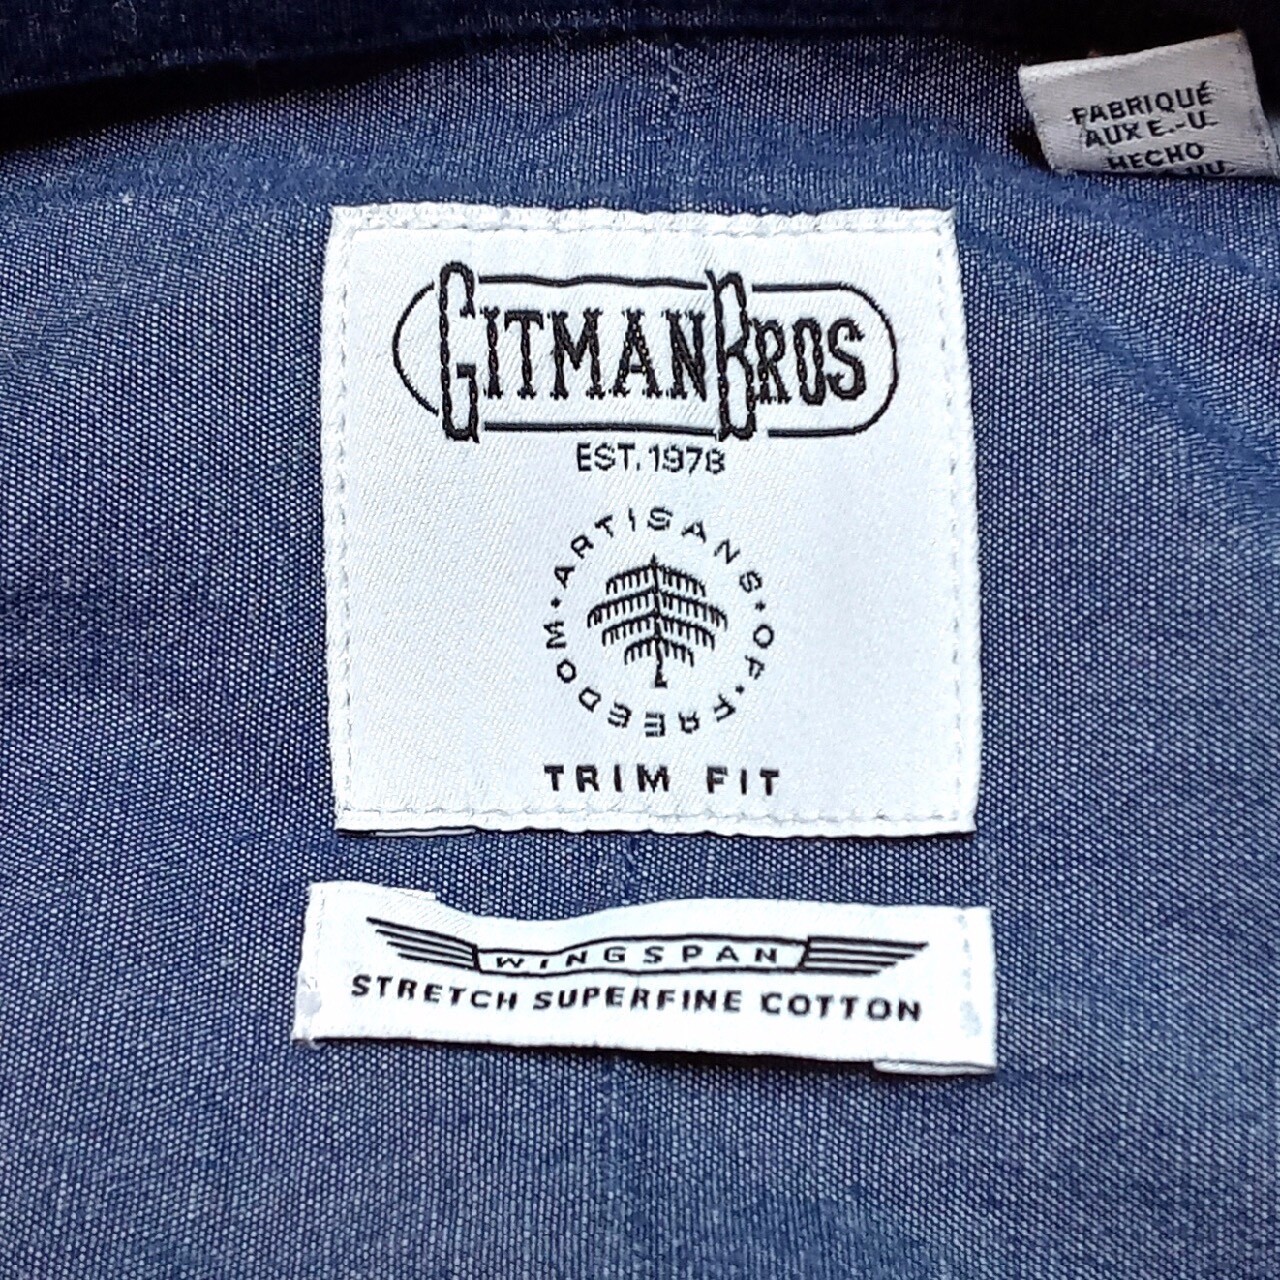 FABRIQUÉ
AUX E.-U.
HECHO
GITMAN BROS
EST. 1978
ARTISANS · OF · FREEDOM ·
TRIM FIT
WINGSPAN
STRETCH SUPERFINE COTTON